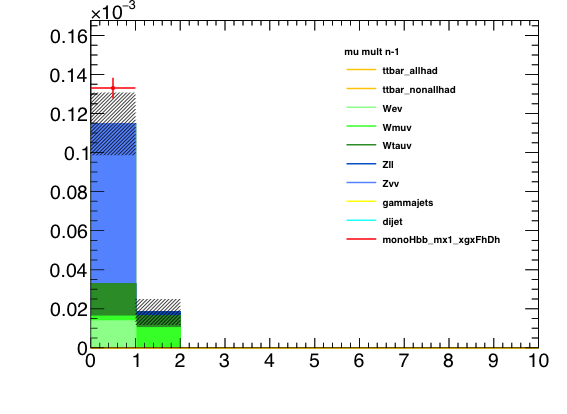 ×10⁻³
0.16
0.14
0.12
0.1
0.08
0.06
0.04
0.02
0
mu mult n-1
ttbar_allhad
ttbar_nonallhad
Wev
Wmuv
Wtauv
Zll
Zvv
gammajets
dijet
monoHbb_mx1_xgxFhDh
0 1 2 3 4 5 6 7 8 9 10